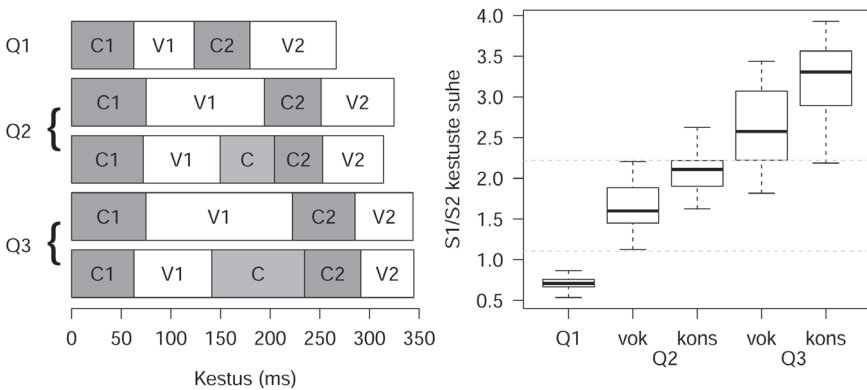 Q1
C1 V1 C2 V2
Q2
C1 V1 C2 V2
C1 V1 C C2 V2
Q3
C1 V1 C2 V2
C1 V1 C C2 V2
0 50 100 150 200 250 300 350
Kestus (ms)
S1/S2 kestuste suhe
4.0
3.5
3.0
2.5
2.0
1.5
1.0
0.5
Q1 vok kons vok kons
Q2 Q3